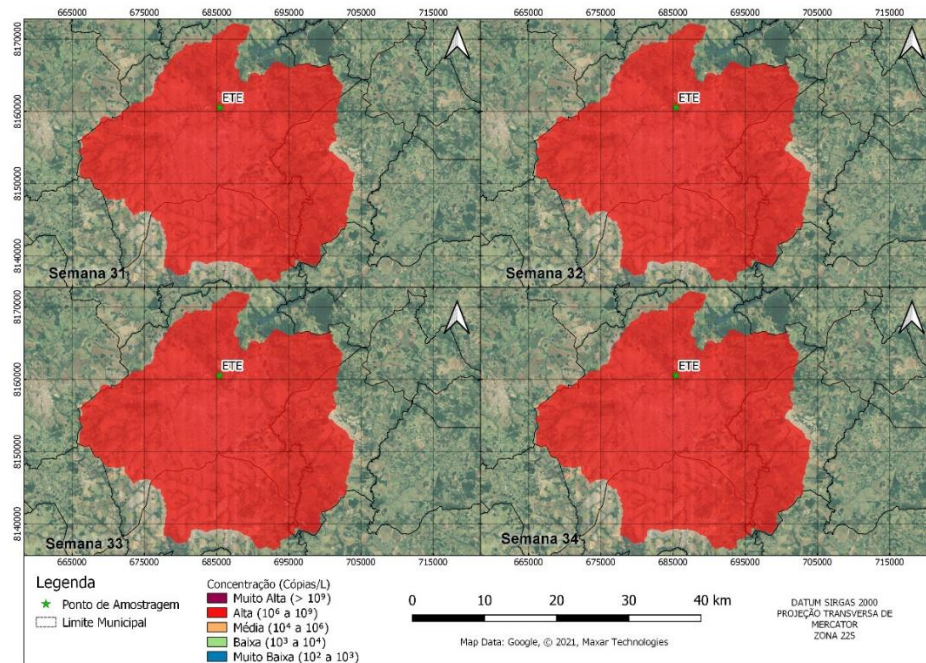 665000 675000 685000 695000 705000 715000 665000 675000 685000 695000 705000 715000
8170000
8160000
8150000
8140000
ETE
Semana 31
ETE
Semana 32
8170000
8160000
8150000
8140000
ETE
Semana 33
ETE
Semana 34
665000 675000 685000 695000 705000 715000 665000 675000 685000 695000 705000 715000
Legenda
Ponto de Amostragem
Limite Municipal
Concentração (Cópias/L)
Muito Alta (> 10⁹)
Alta (10⁶ a 10⁹)
Média (10⁴ a 10⁶)
Baixa (10³ a 10⁴)
Muito Baixa (10² a 10³)
0 10 20 30 40 km
Map Data: Google, © 2021, Maxar Technologies
DATUM SIRGAS 2000
PROJEÇÃO TRANSVERSA DE
MERCATOR
ZONA 22S